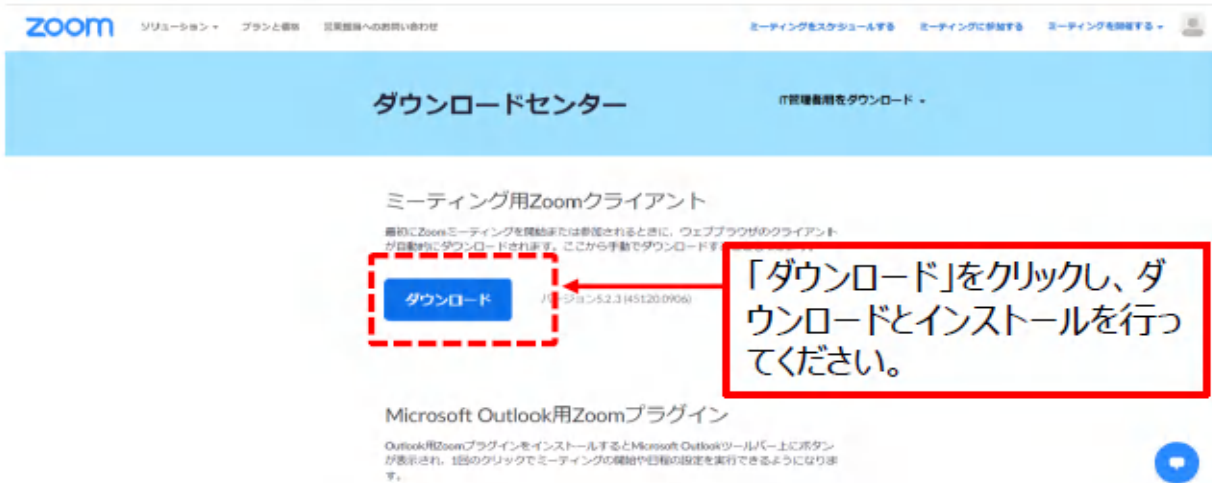 zoom ソリューション プランと価格 営業担当へのお問い合わせ ミーティングをスケジュールする ミーティングに参加する ミーティングを開催する
ダウンロードセンター IT管理者用をダウンロード
ミーティング用Zoomクライアント
最初にZoomミーティングを開始または参加されるときに、ウェブブラウザのクライアント
が自動的にダウンロードされます。ここから手動でダウンロードす
ダウンロード バージョン5.2.3 (45120.0906)
「ダウンロード」をクリックし、ダ
ウンロードとインストールを行っ
てください。
Microsoft Outlook用Zoomプラグイン
Outlook用ZoomプラグインをインストールするとMicrosoft Outlookツールバー上にボタン
が表示され、1回のクリックでミーティングの開始や日程の設定を実行できるようになりま
す。